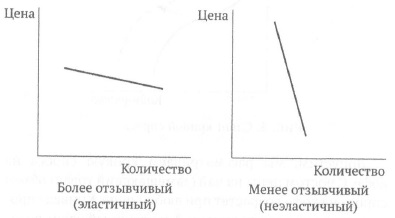 Цена
Количество
Более отзывчивый
(эластичный)
Цена
Количество
Менее отзывчивый
(неэластичный)